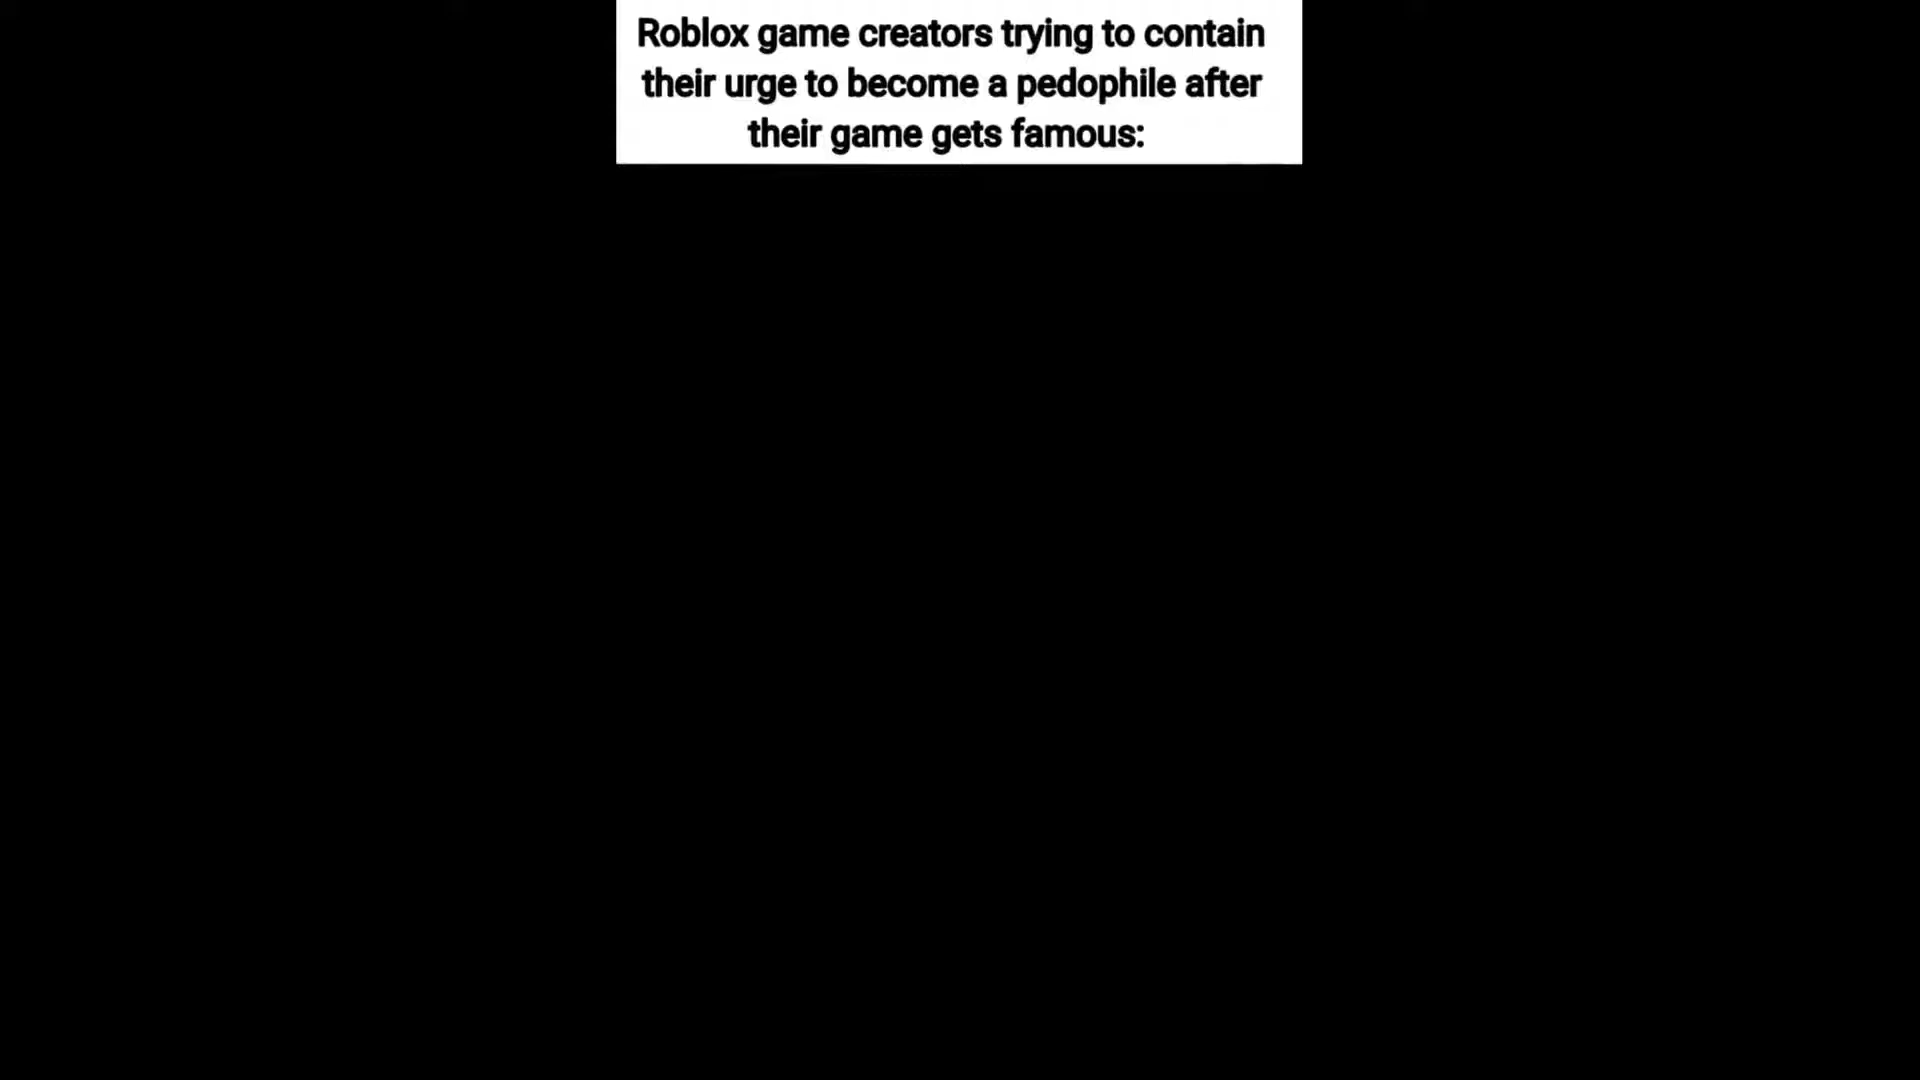 Roblox game creators trying to contain
their urge to become a pedophile after
their game gets famous: